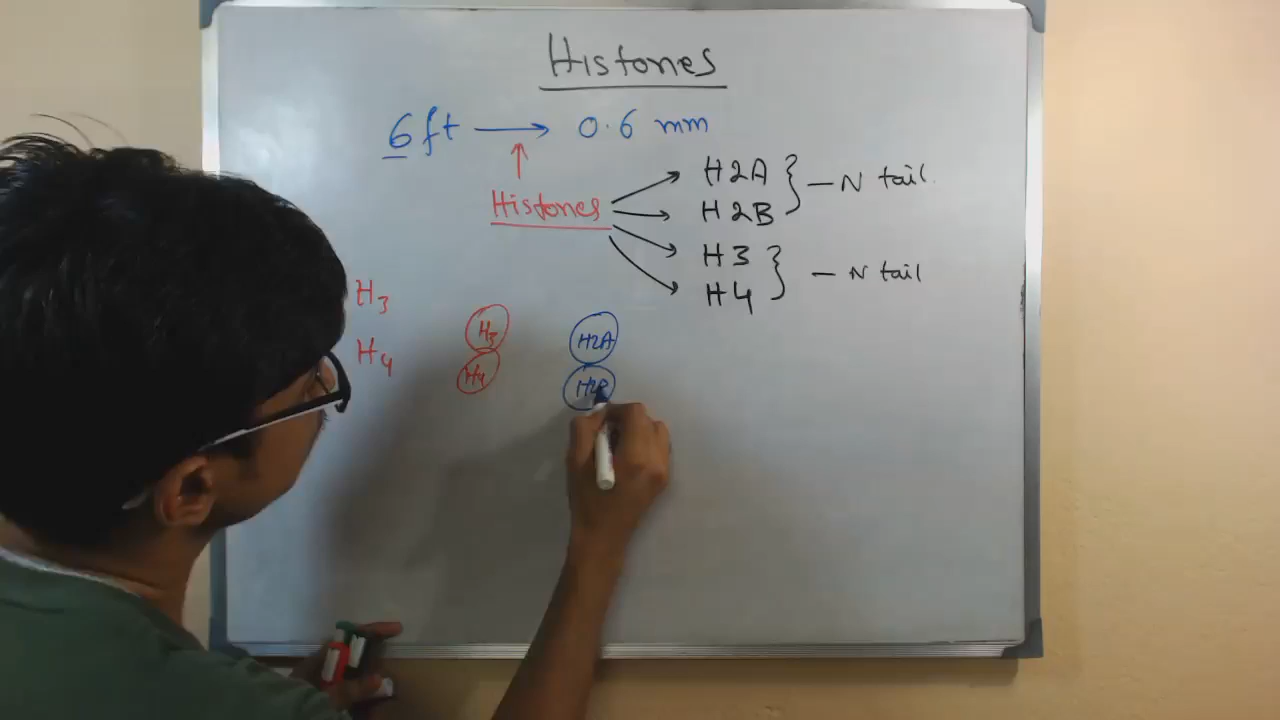 Histones
6 ft → 0.6 mm
Histones
H2A
H2B
} — N tail
H3
H4
} — N tail
H3
H4
H3
H4
H2A
H2B